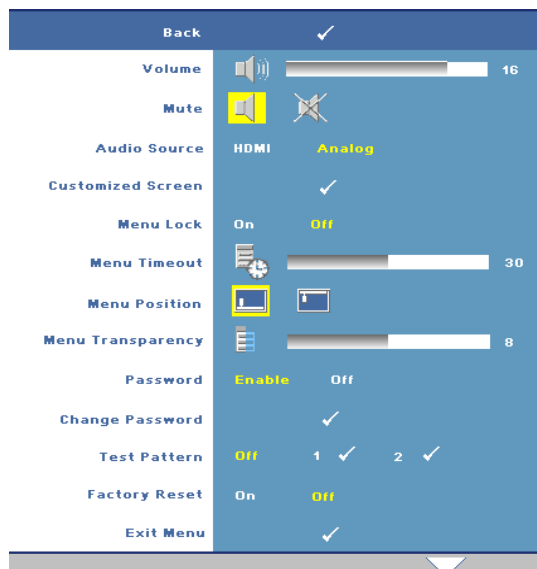 Back
Volume 16
Mute
Audio Source HDMI Analog
Customized Screen
Menu Lock On Off
Menu Timeout 30
Menu Position
Menu Transparency 8
Password Enable Off
Change Password
Test Pattern Off 1 2
Factory Reset On Off
Exit Menu